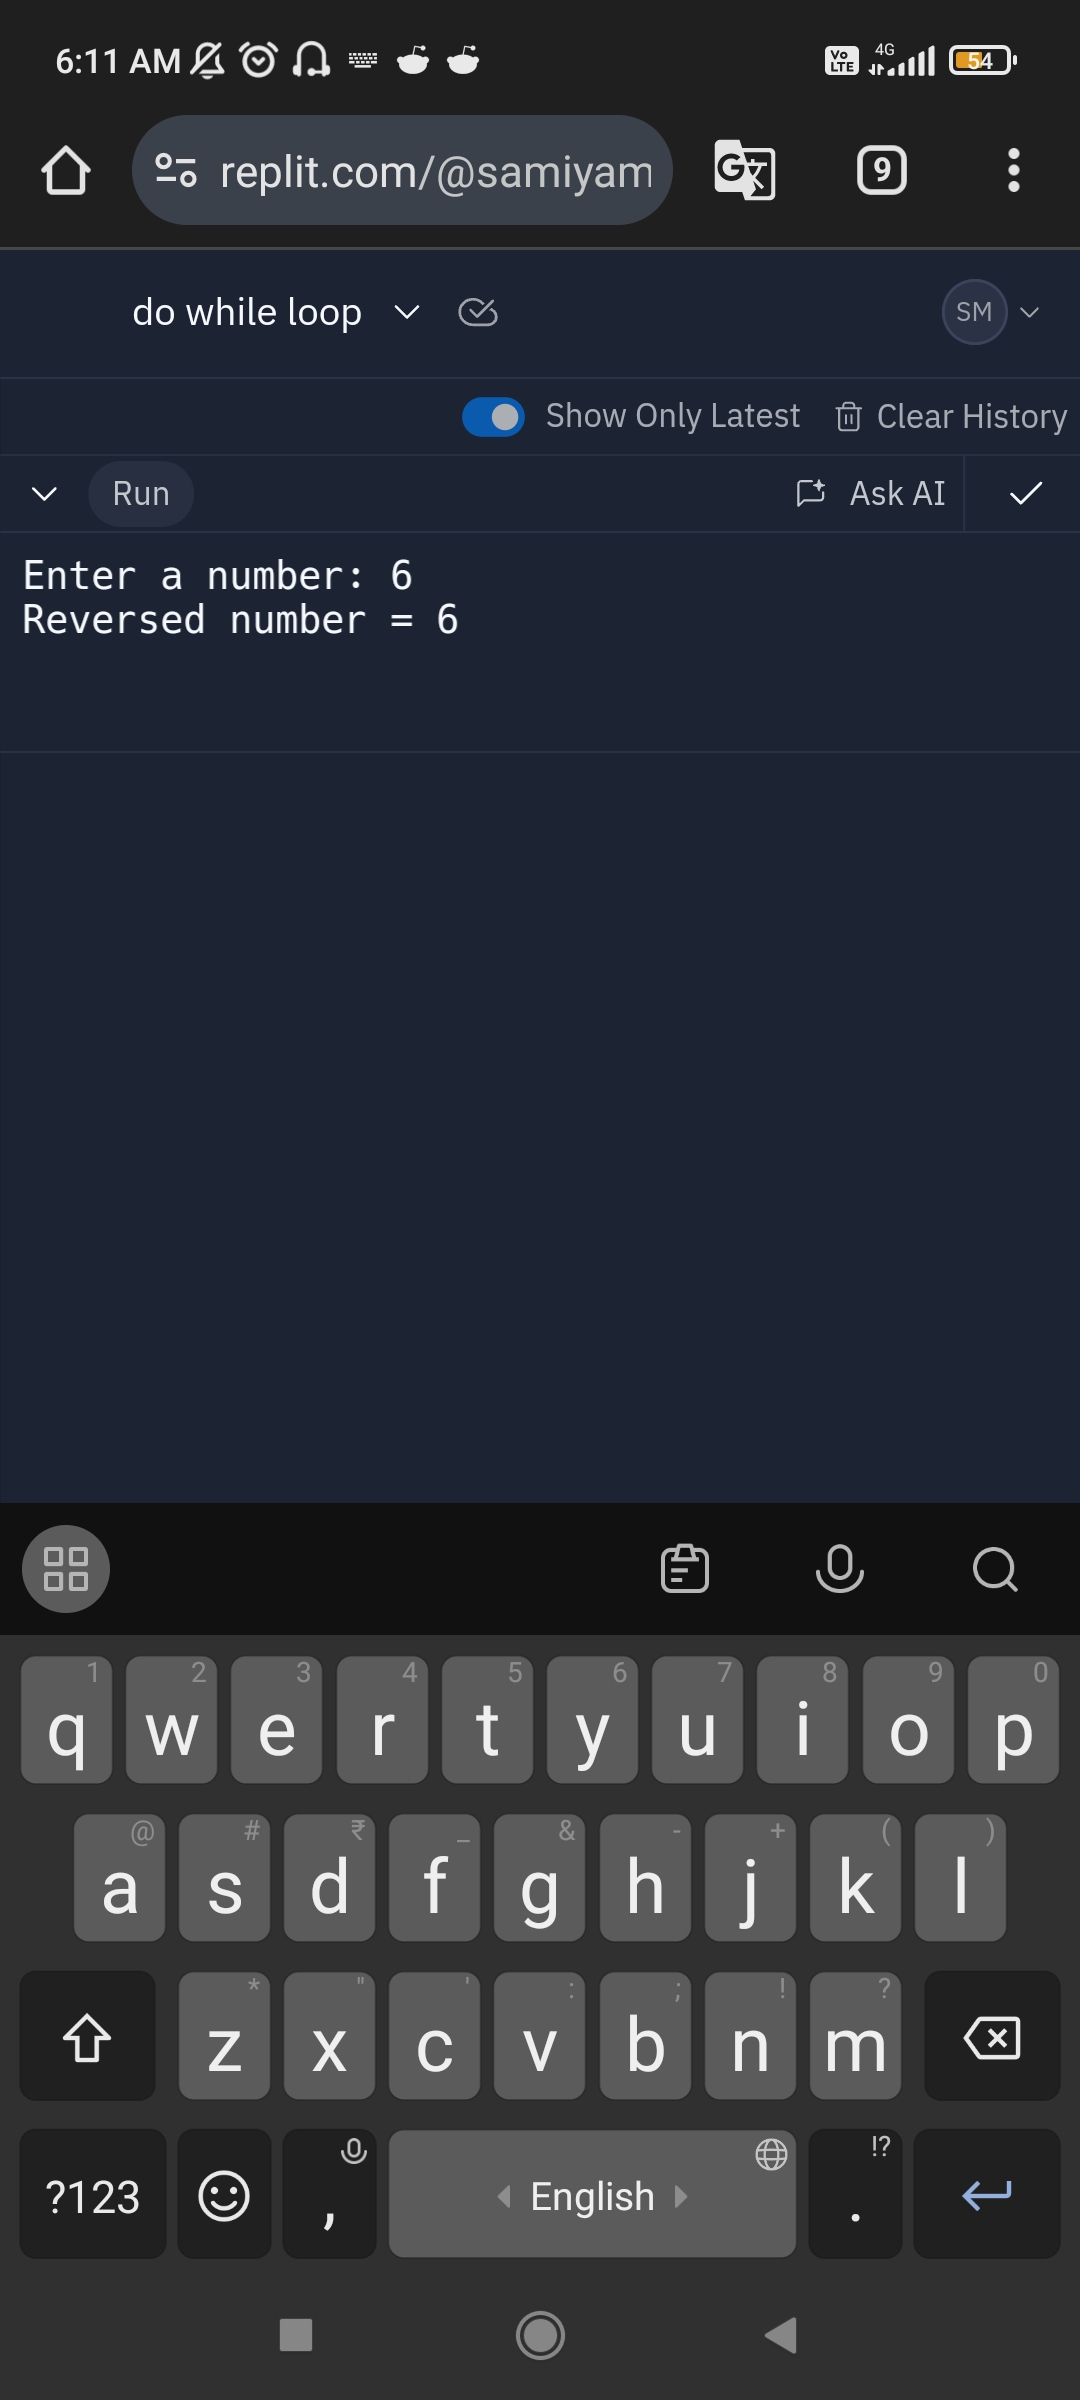 6:11 AM VoLTE 4G 54
replit.com/@samiyam 9
do while loop SM
Show Only Latest Clear History
Run Ask AI
Enter a number: 6
Reversed number = 6
1 2 3 4 5 6 7 8 9 0
q w e r t y u i o p
@ # ₹ _ & - + ( )
a s d f g h j k l
* " ' : ; ! ?
z x c v b n m
!?
?123 , English .